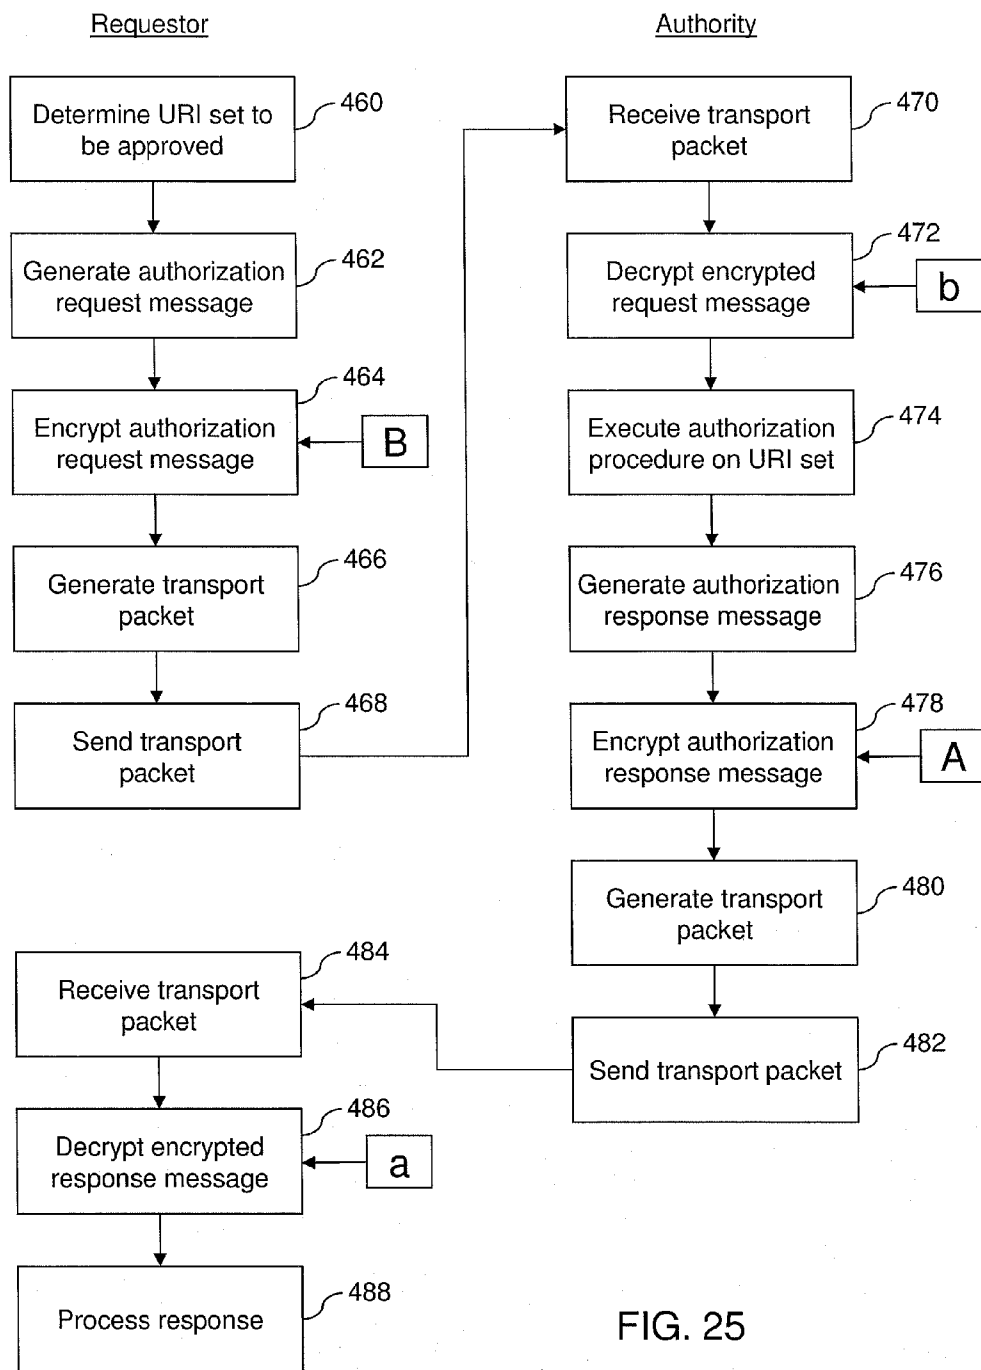 Requestor
Determine URI set to
be approved
460
Generate authorization
request message
462
Encrypt authorization
request message
464
B
Generate transport
packet
466
Send transport
packet
468
Authority
Receive transport
packet
470
Decrypt encrypted
request message
472
b
Execute authorization
procedure on URI set
474
Generate authorization
response message
476
Encrypt authorization
response message
478
A
Generate transport
packet
480
Send transport packet
482
Receive transport
packet
484
Decrypt encrypted
response message
486
a
Process response
488
FIG. 25